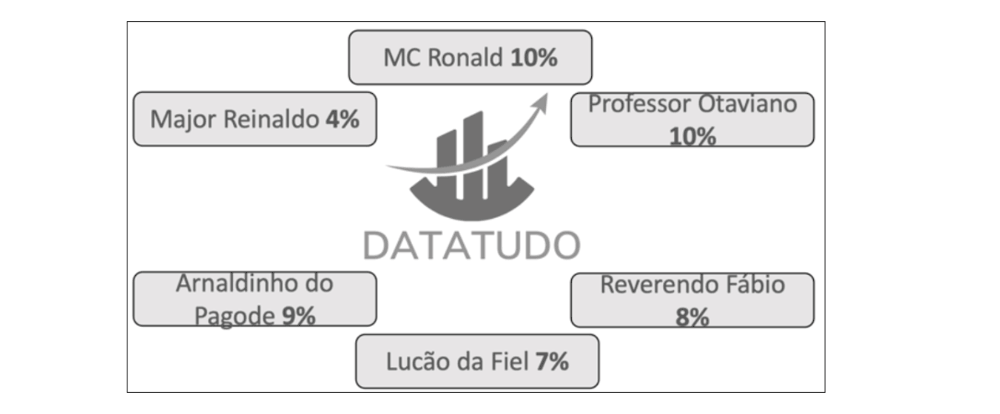 MC Ronald 10%
Major Reinaldo 4%
Professor Otaviano
10%
DATATUDO
Arnaldinho do
Pagode 9%
Reverendo Fábio
8%
Lucão da Fiel 7%